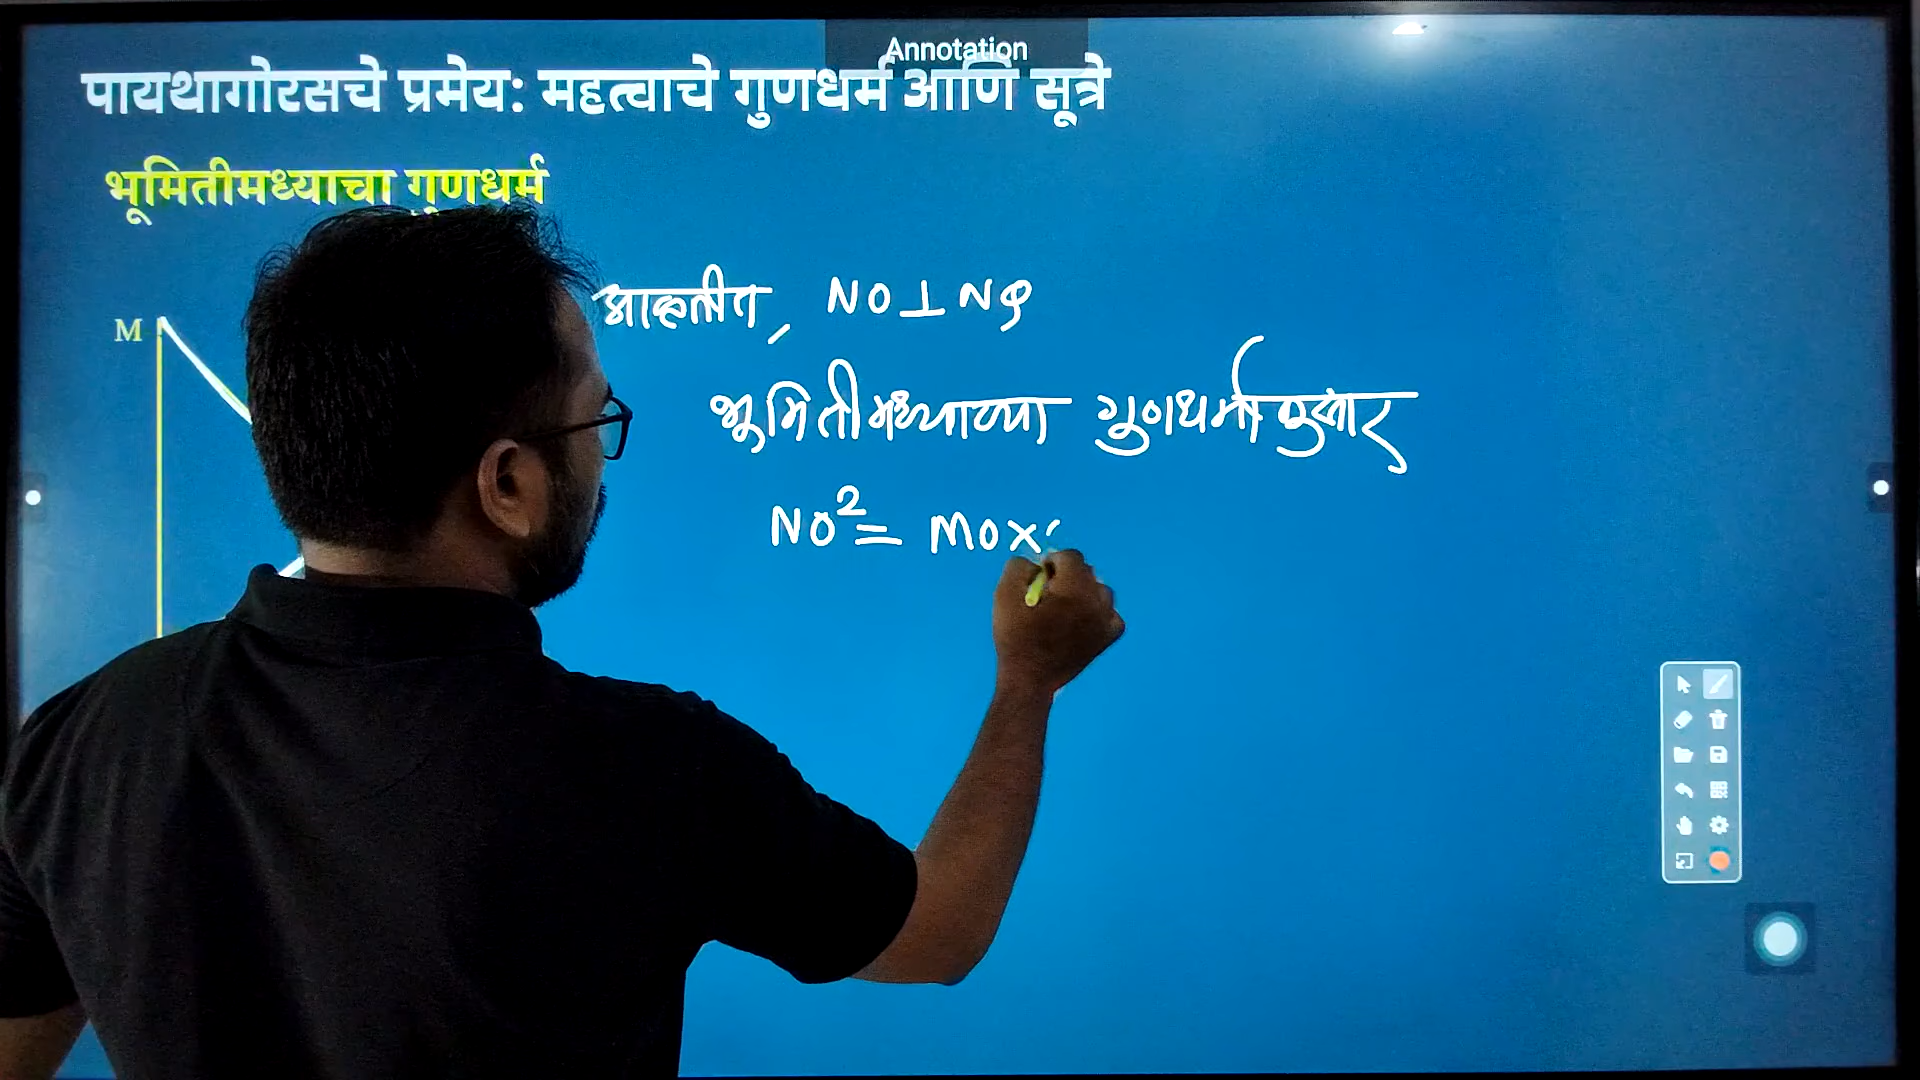 Annotation
पायथागोरसचे प्रमेय: महत्वाचे गुणधर्म आणि सूत्रे
भूमितीमध्याचा गुणधर्म
आकृतीत, NO⊥NQ
M
भूमितीमध्याच्या गुणधर्मानुसार
NO²= MO×